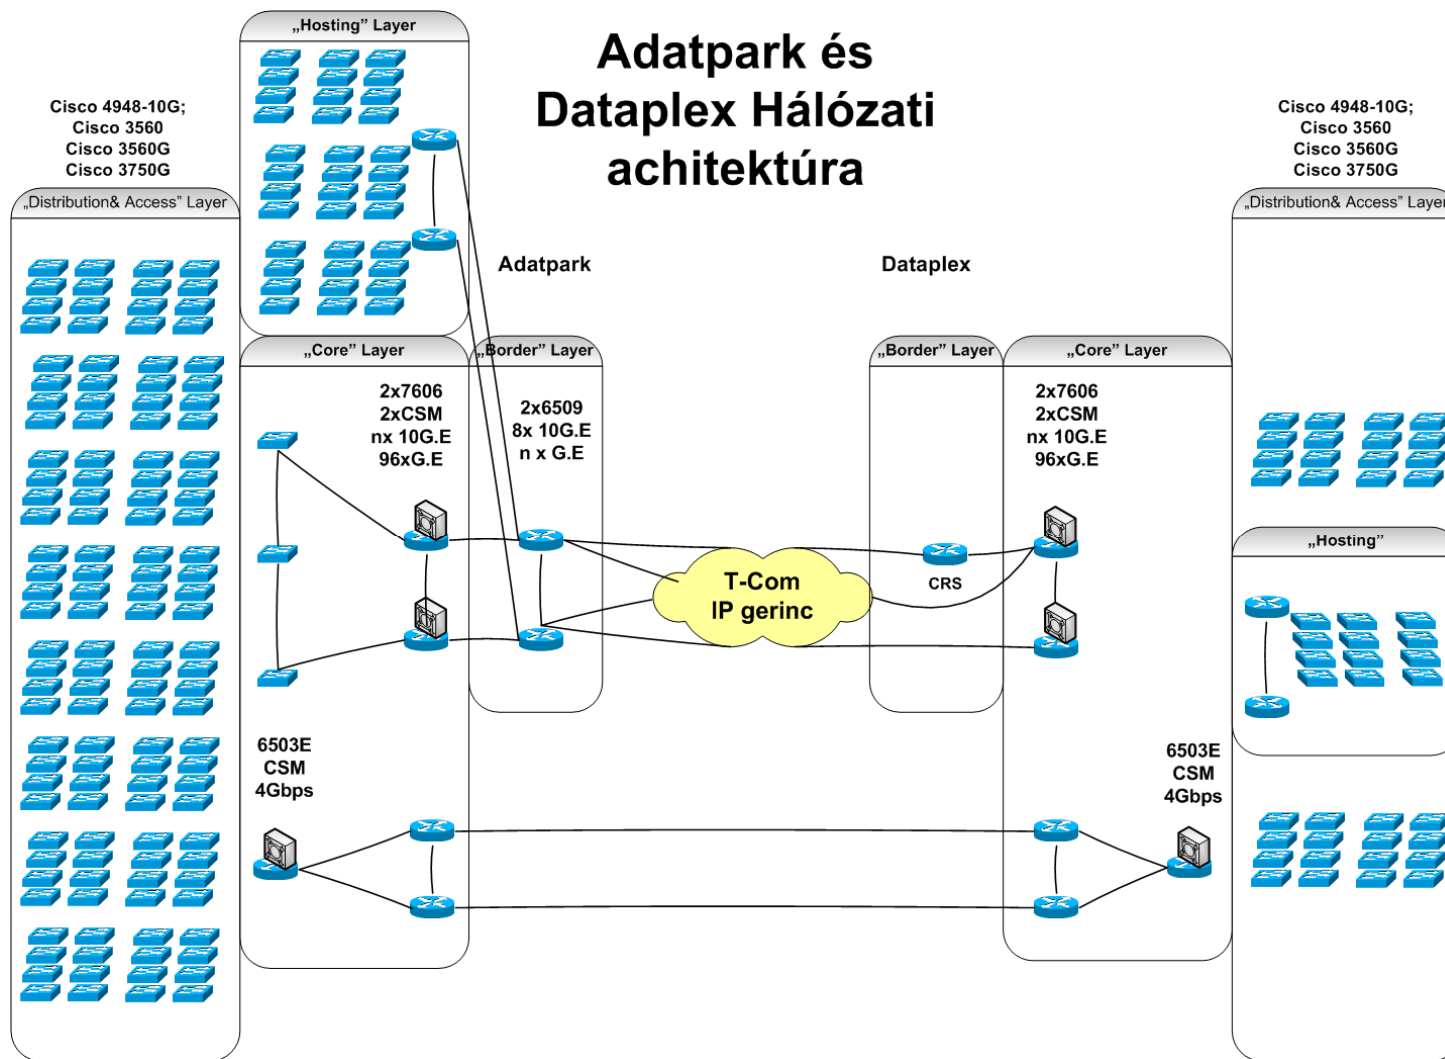 „Hosting” Layer
Adatpark és
Dataplex Hálózati
achitektúra
Cisco 4948-10G;
Cisco 3560
Cisco 3560G
Cisco 3750G
„Distribution& Access” Layer
Cisco 4948-10G;
Cisco 3560
Cisco 3560G
Cisco 3750G
„Distribution& Access” Layer
Adatpark
Dataplex
„Core” Layer
„Border” Layer
„Border” Layer
„Core” Layer
2x7606
2xCSM
nx 10G.E
96xG.E
2x6509
8x 10G.E
n x G.E
2x7606
2xCSM
nx 10G.E
96xG.E
„Hosting”
T-Com
IP gerinc
CRS
6503E
CSM
4Gbps
6503E
CSM
4Gbps